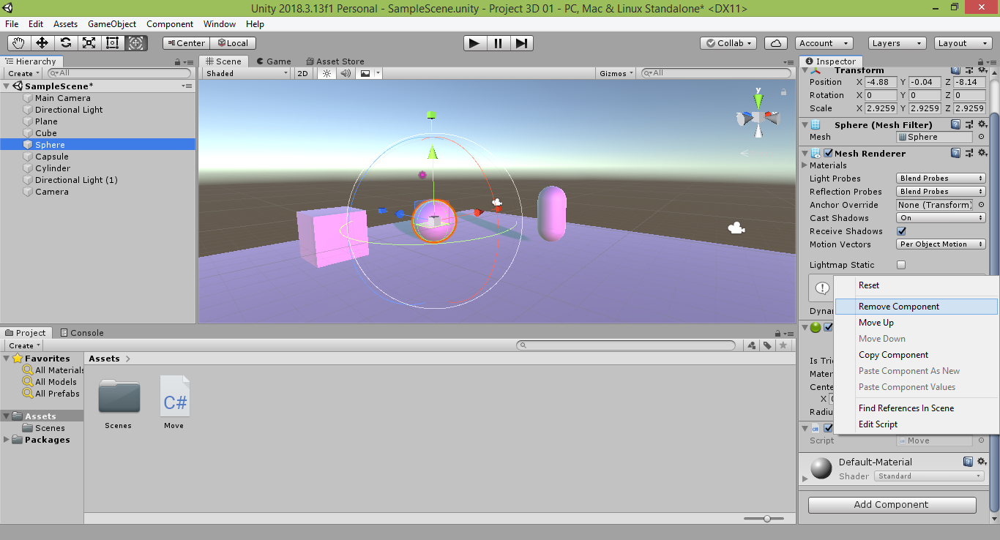 Unity 2018.3.13f1 Personal - SampleScene.unity - Project 3D 01 - PC, Mac & Linux Standalone* <DX11>
File Edit Assets GameObject Component Window Help
Center Local Collab Account Layers Layout
Hierarchy
Create All
SampleScene*
Main Camera
Directional Light
Plane
Cube
Sphere
Capsule
Cylinder
Directional Light (1)
Camera
Scene Game Asset Store
Shaded 2D Gizmos All
y
Inspector
Transform
Position X -4.88 Y -0.04 Z -8.14
Rotation X 0 Y 0 Z 0
Scale X 2.9259 Y 2.9259 Z 2.9259
Sphere (Mesh Filter)
Mesh Sphere
Mesh Renderer
Materials
Light Probes Blend Probes
Reflection Probes Blend Probes
Anchor Override None (Transform)
Cast Shadows On
Receive Shadows
Motion Vectors Per Object Motion
Lightmap Static
Reset
Remove Component
Move Up
Move Down
Copy Component
Paste Component As New
Paste Component Values
Find References In Scene
Edit Script
Dynar
Is Tri
Mater
Cente
X
Radiu
C#
Script Move
Default-Material
Shader Standard
Add Component
Project Console
Create
Favorites
All Materials
All Models
All Prefabs
Assets
Scenes
Packages
Assets
C#
Scenes Move